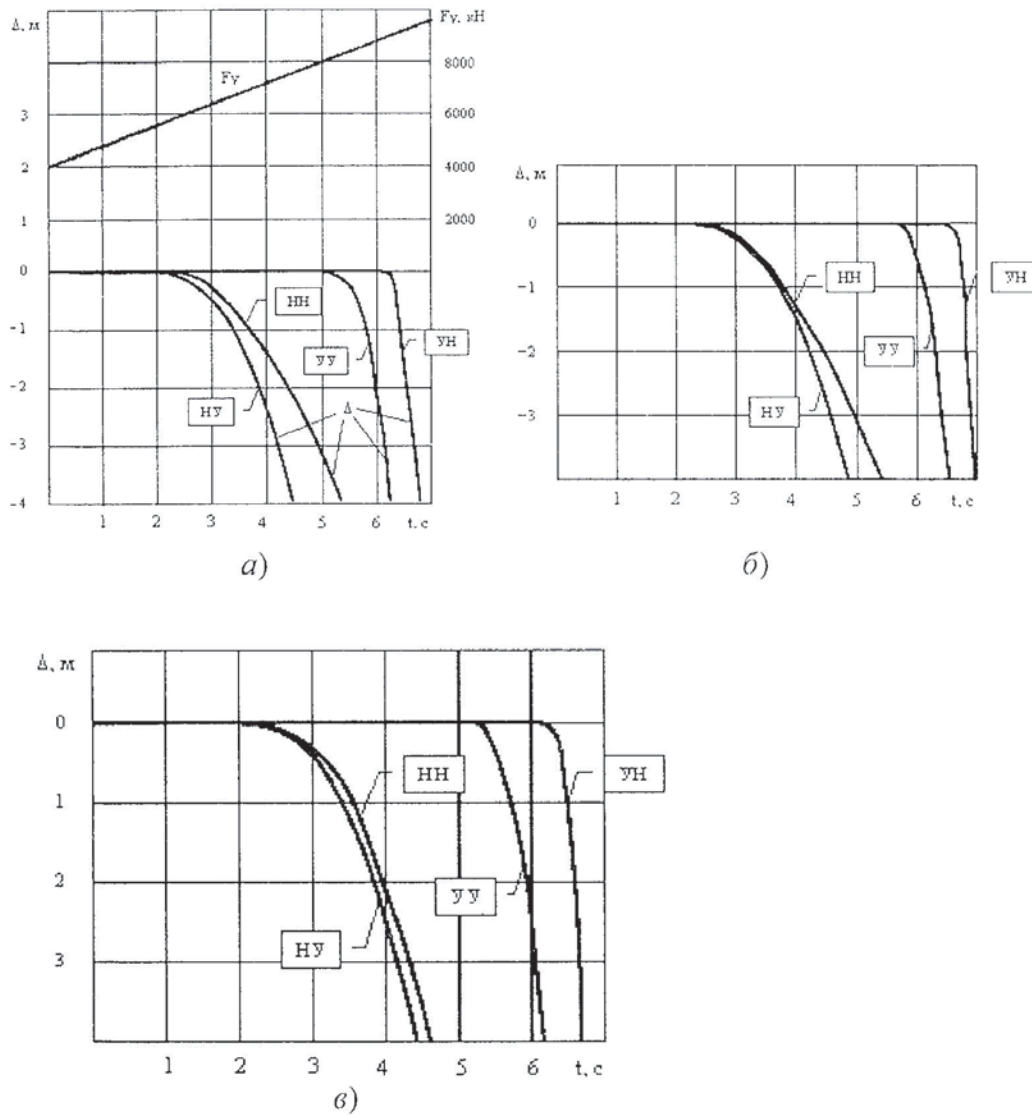 Δ, м
Fу, кН
Fу
8000
3
6000
2
4000
1
2000
0
НН
-1
УУ
УН
-2
НУ
Δ
-3
-4
1 2 3 4 5 6 t, с
а)
Δ, м
0
НН
УН
-1
УУ
-2
НУ
-3
1 2 3 4 5 6 t, с
б)
Δ, м
0
НН
УН
1
2
УУ
НУ
3
1 2 3 4 5 6 t, с
в)